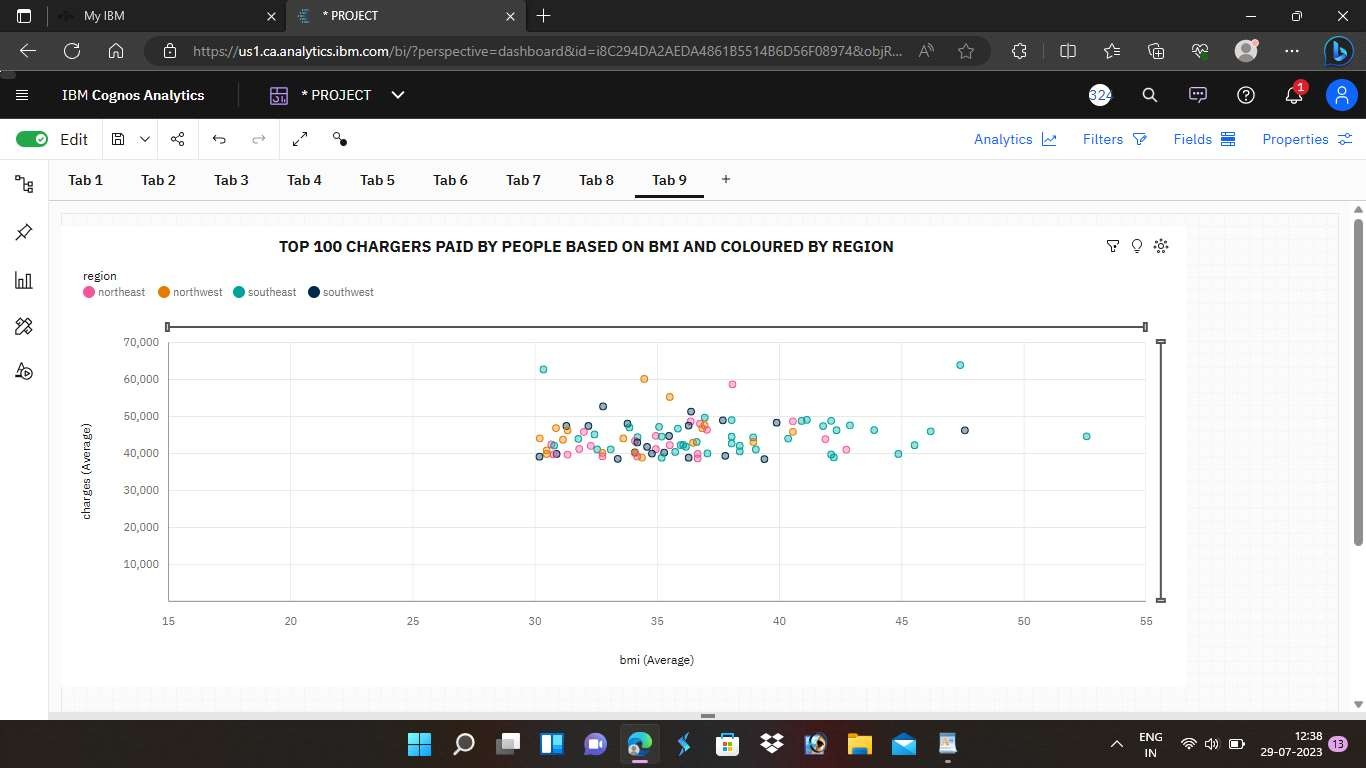 My IBM
* PROJECT
https://us1.ca.analytics.ibm.com/bi/?perspective=dashboard&id=i8C294DA2AEDA4861B5514B6D56F08974&objR...
IBM Cognos Analytics
* PROJECT
324
1
Edit
Analytics
Filters
Fields
Properties
Tab 1
Tab 2
Tab 3
Tab 4
Tab 5
Tab 6
Tab 7
Tab 8
Tab 9
TOP 100 CHARGERS PAID BY PEOPLE BASED ON BMI AND COLOURED BY REGION
region
northeast
northwest
southeast
southwest
charges (Average)
70,000
60,000
50,000
40,000
30,000
20,000
10,000
15
20
25
30
35
40
45
50
55
bmi (Average)
ENG
IN
12:38
29-07-2023
13